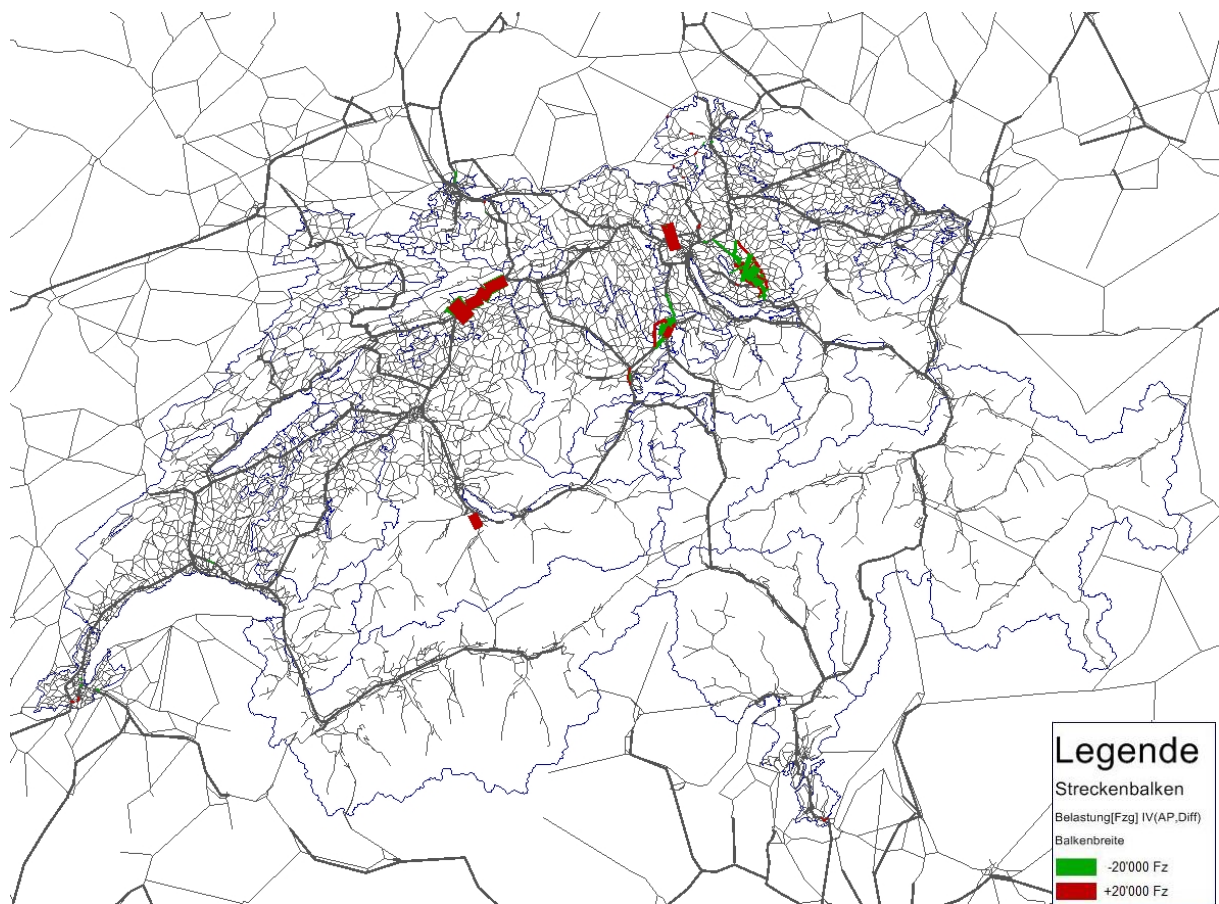 Legende
Streckenbalken
Belastung[Fzg] IV(AP,Diff)
Balkenbreite
-20'000 Fz
+20'000 Fz